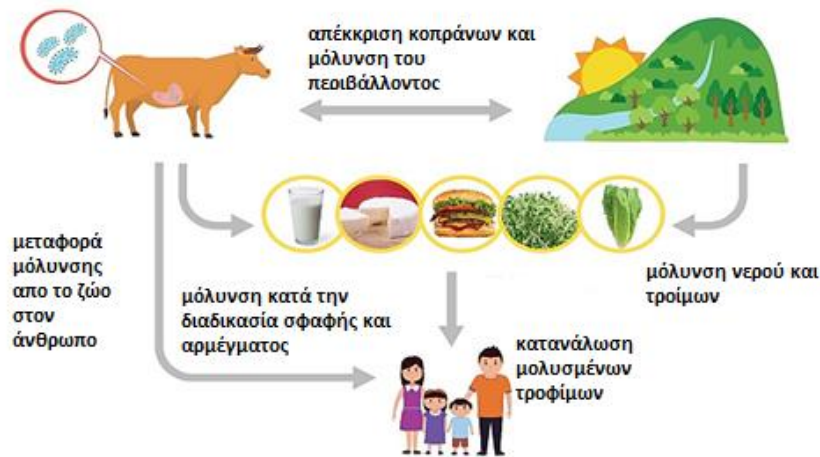 απέκκριση κοπράνων και
μόλυνση του
περιβάλλοντος
μεταφορά
μόλυνσης
απο το ζώο
στον
άνθρωπο
μόλυνση κατά την
διαδικασία σφαφής και
αρμέγματος
μόλυνση νερού και
τροίμων
κατανάλωση
μολυσμένων
τροφίμων